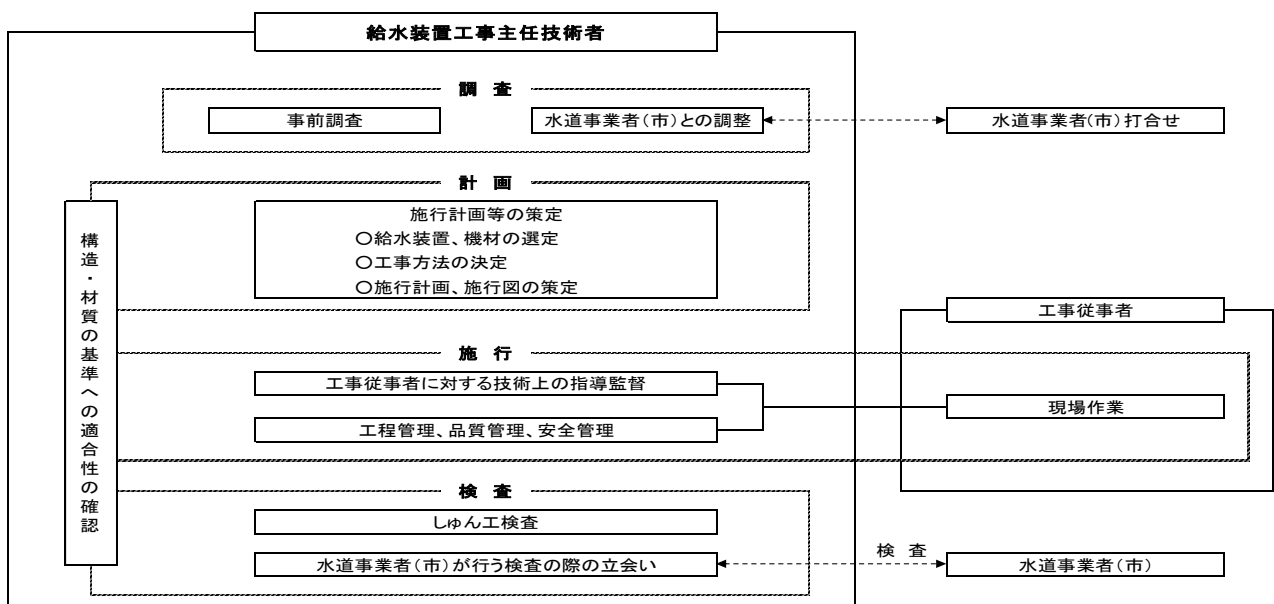 給水装置工事主任技術者
調 査
事前調査
水道事業者(市)との調整
水道事業者(市)打合せ
計 画
施行計画等の策定
○給水装置、機材の選定
○工事方法の決定
○施行計画、施行図の策定
構造・材質の基準への適合性の確認
工事従事者
施 行
工事従事者に対する技術上の指導監督
現場作業
工程管理、品質管理、安全管理
検 査
しゅん工検査
水道事業者(市)が行う検査の際の立会い
検 査
水道事業者(市)